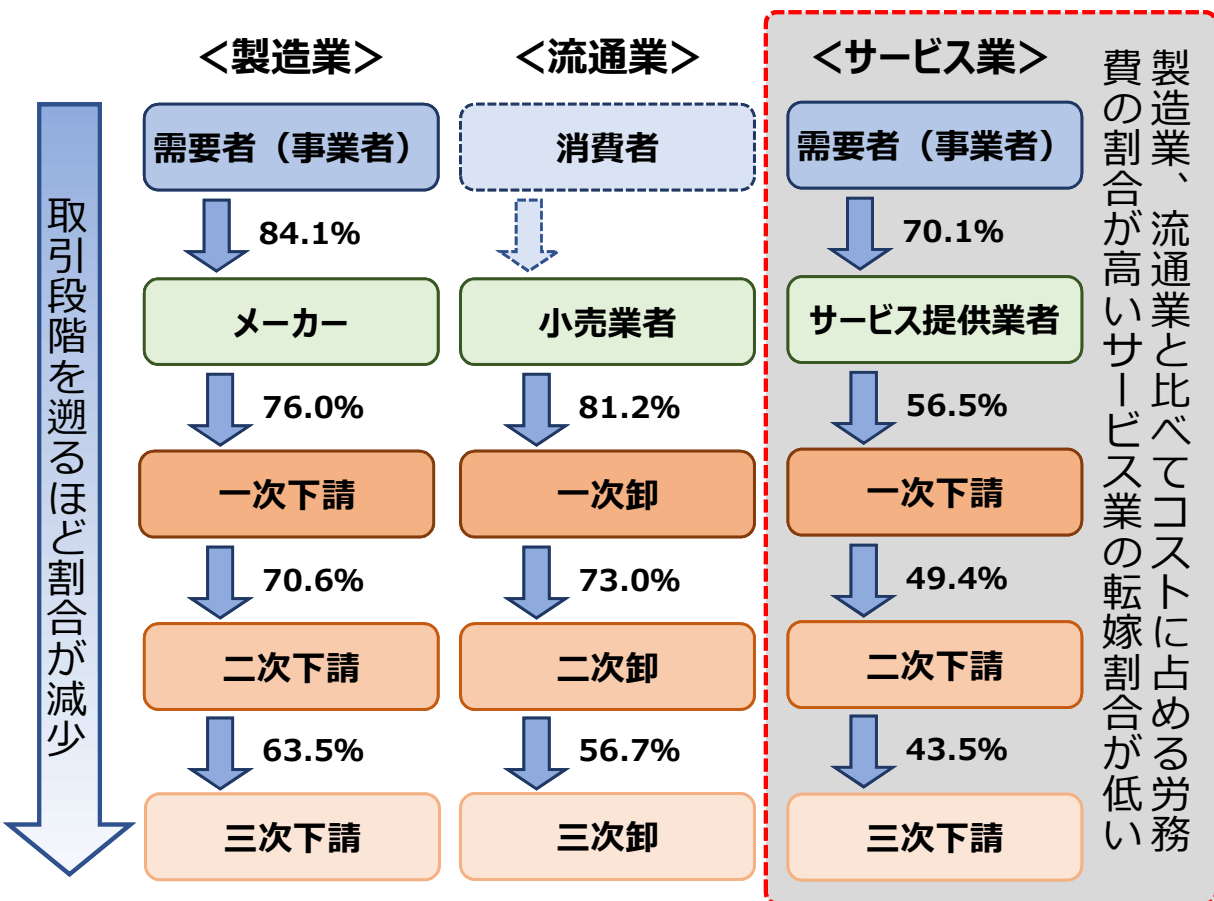 <製造業>
<流通業>
<サービス業>
取引段階を遡るほど割合が減少
需要者（事業者）
消費者
需要者（事業者）
84.1%
70.1%
メーカー
小売業者
サービス提供業者
76.0%
81.2%
56.5%
一次下請
一次卸
一次下請
70.6%
73.0%
49.4%
二次下請
二次卸
二次下請
63.5%
56.7%
43.5%
三次下請
三次卸
三次下請
製造業、流通業と比べてコストに占める労務
費の割合が高いサービス業の転嫁割合が低い